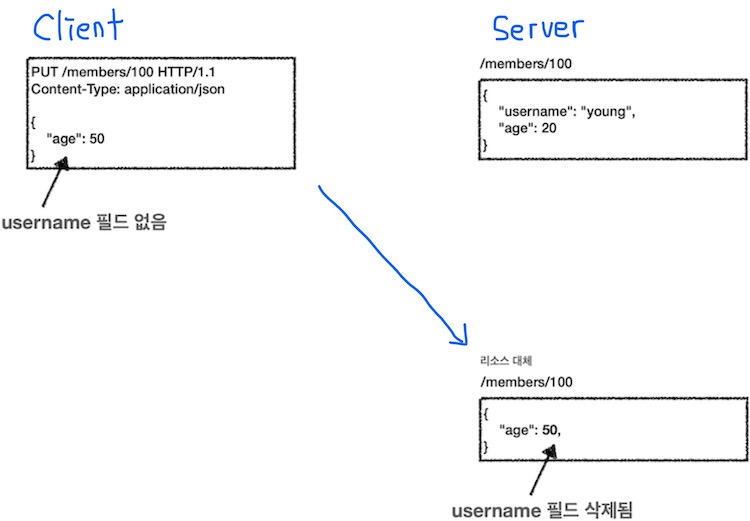 Client
PUT /members/100 HTTP/1.1
Content-Type: application/json
{
"age": 50
}
username 필드 없음
Server
/members/100
{
"username": "young",
"age": 20
}
리소스 대체
/members/100
{
"age": 50,
}
username 필드 삭제됨